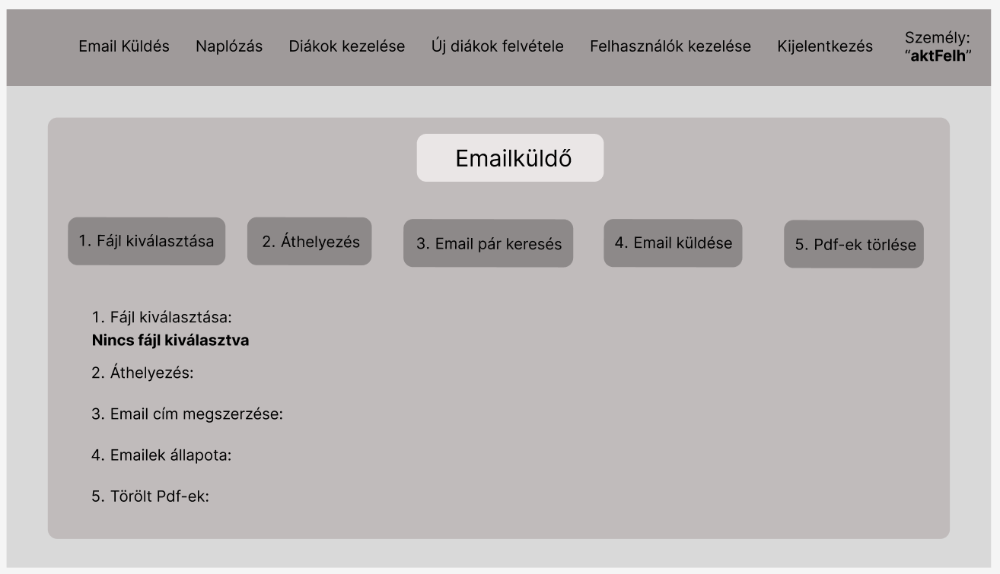 Email Küldés
Naplózás
Diákok kezelése
Új diákok felvétele
Felhasználók kezelése
Kijelentkezés
Személy:
“aktFelh”
Emailküldő
1. Fájl kiválasztása
2. Áthelyezés
3. Email pár keresés
4. Email küldése
5. Pdf-ek törlése
1. Fájl kiválasztása:
Nincs fájl kiválasztva
2. Áthelyezés:
3. Email cím megszerzése:
4. Emailek állapota:
5. Törölt Pdf-ek: